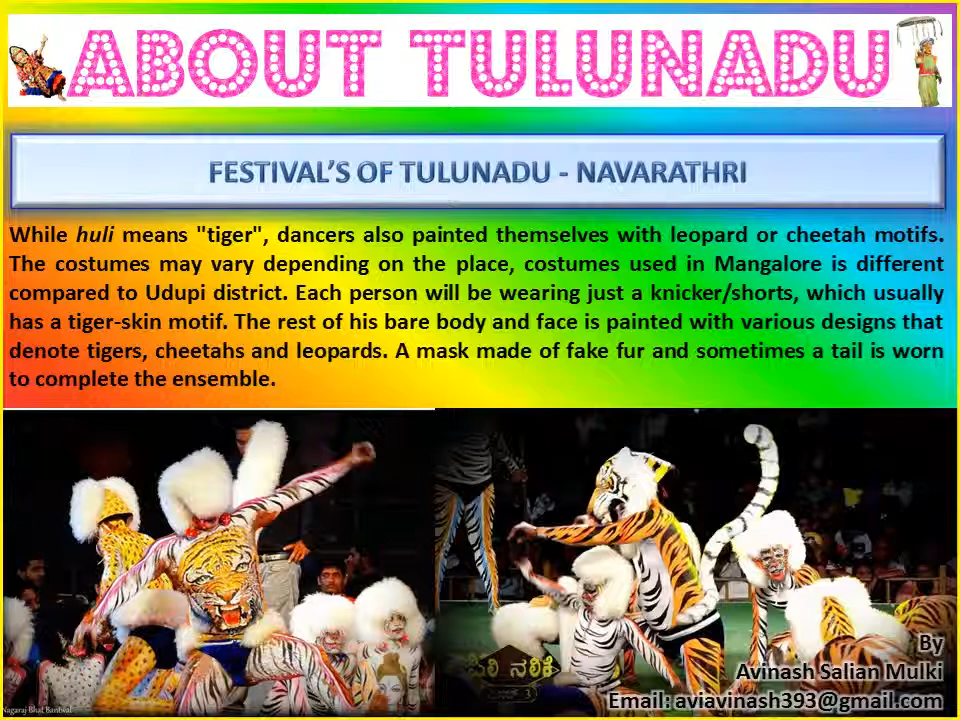 ABOUT TULUNADU
FESTIVAL'S OF TULUNADU - NAVARATHRI
While huli means "tiger", dancers also painted themselves with leopard or cheetah motifs.
The costumes may vary depending on the place, costumes used in Mangalore is different
compared to Udupi district. Each person will be wearing just a knicker/shorts, which usually
has a tiger-skin motif. The rest of his bare body and face is painted with various designs that
denote tigers, cheetahs and leopards. A mask made of fake fur and sometimes a tail is worn
to complete the ensemble.
ನಲಿಕೆ
By
Avinash Salian Mulki
Email: aviavinash393@gmail.com
Nagaraj Bhat Bantval